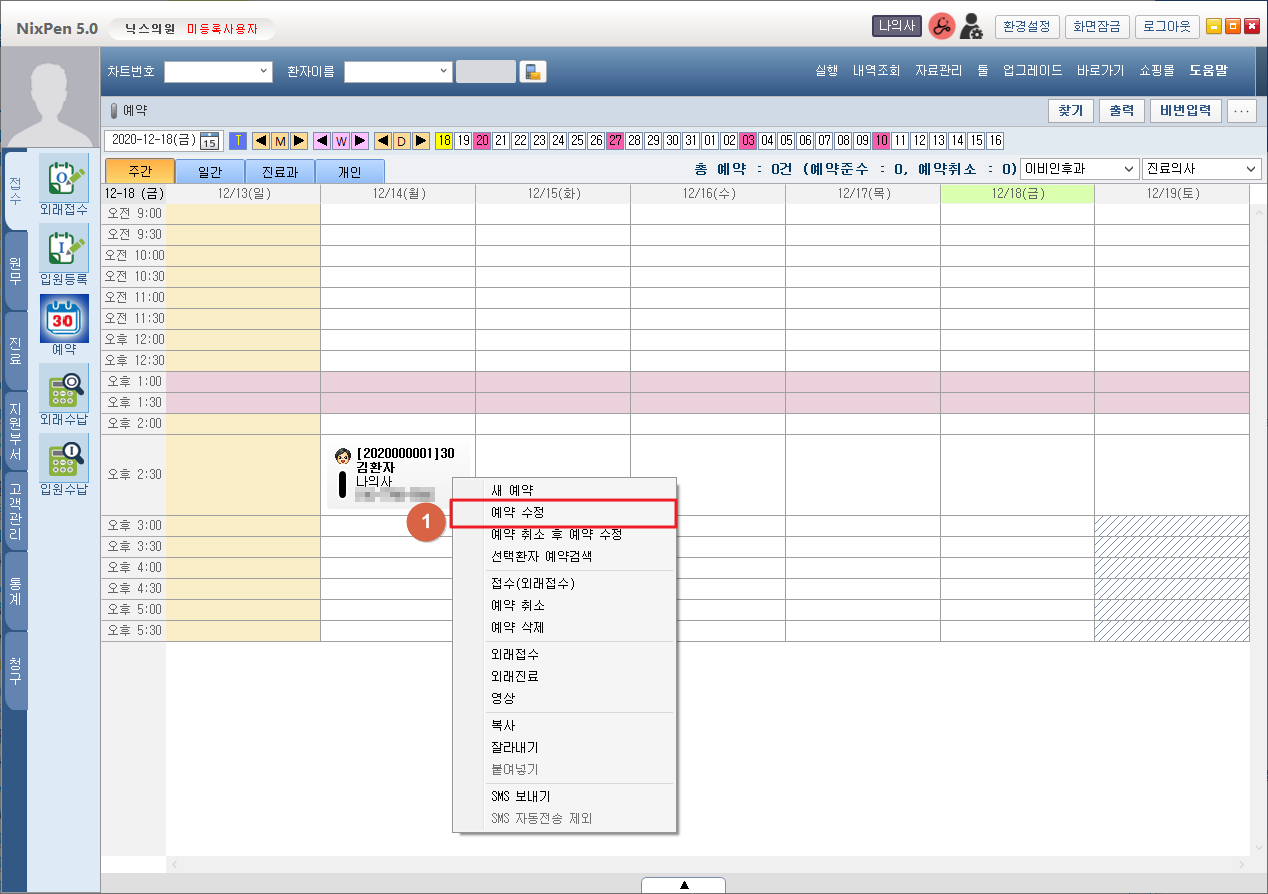 NixPen 5.0 닉스의원 미등록사용자 나의사 환경설정 화면잠금 로그아웃
차트번호 환자이름 실행 내역조회 자료관리 툴 업그레이드 바로가기 쇼핑몰 도움말
예약 찾기 출력 비번입력 ...
2020-12-18(금) 15 T ◀ M ▶ ◀ W ▶ ◀ D ▶ 18 19 20 21 22 23 24 25 26 27 28 29 30 31 01 02 03 04 05 06 07 08 09 10 11 12 13 14 15 16
주간 일간 진료과 개인 총 예약 : 0건 (예약준수 : 0, 예약취소 : 0) 이비인후과 진료의사
12-18 (금) 12/13(일) 12/14(월) 12/15(화) 12/16(수) 12/17(목) 12/18(금) 12/19(토)
접수
원무
진료
지원부서
고객관리
통계
청구
O
외래접수
I
입원등록
30
예약
외래수납
입원수납
오전 9:00
오전 9:30
오전 10:00
오전 10:30
오전 11:00
오전 11:30
오후 12:00
오후 12:30
오후 1:00
오후 1:30
오후 2:00
오후 2:30
오후 3:00
오후 3:30
오후 4:00
오후 4:30
오후 5:00
오후 5:30
[2020000001]30
김환자
나의사
1
새 예약
예약 수정
예약 취소 후 예약 수정
선택환자 예약검색
접수(외래접수)
예약 취소
예약 삭제
외래접수
외래진료
영상
복사
잘라내기
붙여넣기
SMS 보내기
SMS 자동전송 제외
▲